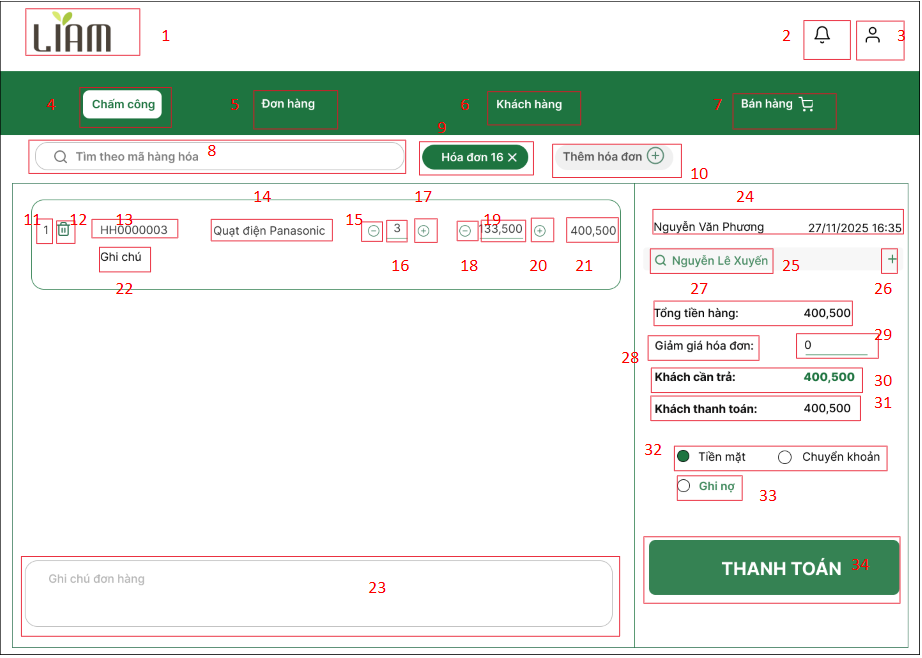 LIAM 1 2 3
4 Chấm công 5 Đơn hàng 6 Khách hàng 7 Bán hàng
Tìm theo mã hàng hóa 8 9 Hóa đơn 16 × Thêm hóa đơn 10
11 1 12 13 HH0000003 14 Quạt điện Panasonic 15 3 16 17 18 19 133,500 20 21 400,500
Ghi chú
22
24
Nguyễn Văn Phương 27/11/2025 16:35
Nguyễn Lê Xuyến 25 + 26
27
Tổng tiền hàng: 400,500
28 Giảm giá hóa đơn: 0 29
Khách cần trả: 400,500 30
Khách thanh toán: 400,500 31
32 Tiền mặt Chuyển khoản
Ghi nợ 33
Ghi chú đơn hàng 23
THANH TOÁN 34